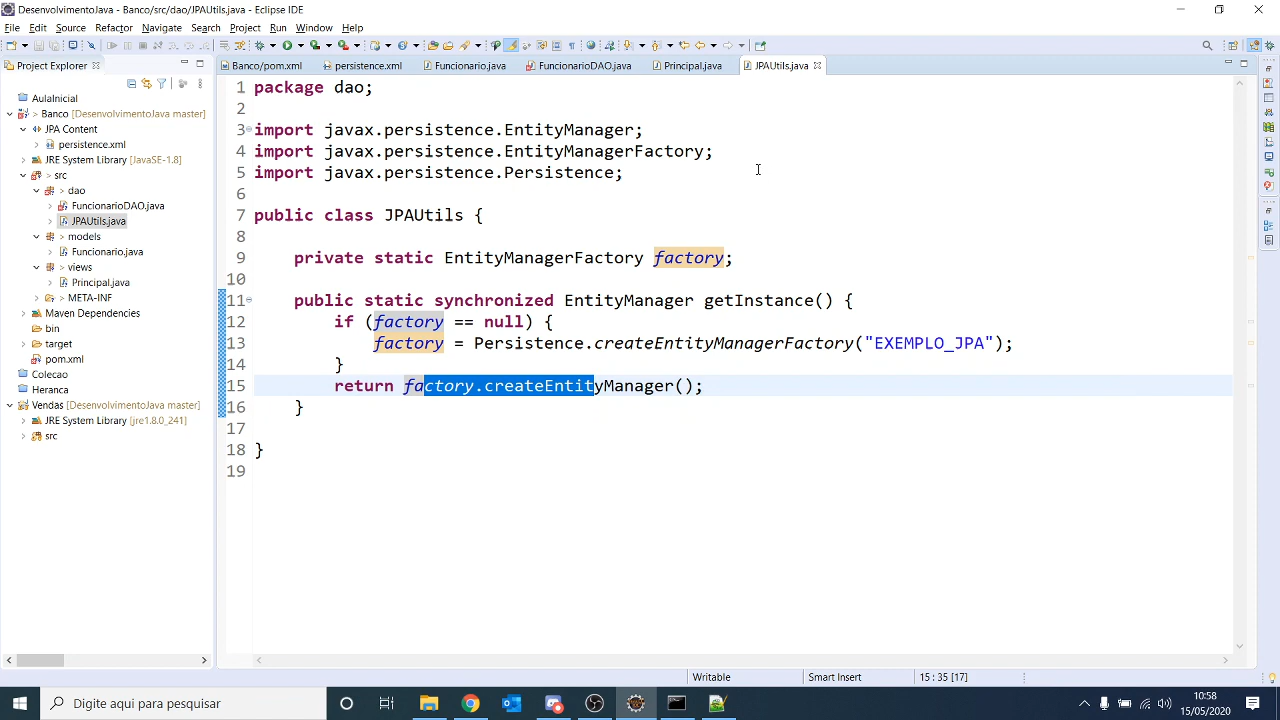 DesenvolvimentoJava - Banco/src/dao/JPAUtils.java - Eclipse IDE
File Edit Source Refactor Navigate Search Project Factory Run Window Help
Project Explorer
Banco/pom.xml persistence.xml Funcionario.java FuncionarioDAO.java Principal.java JPAUtils.java
AulaInicial
Banco [DesenvolvimentoJava master]
JPA Content
persistence.xml
JRE System Library [JavaSE-1.8]
src
dao
FuncionarioDAO.java
JPAUtils.java
models
Funcionario.java
views
Principal.java
META-INF
Maven Dependencies
bin
target
pom.xml
Colecao
Heranca
Vendas [DesenvolvimentoJava master]
JRE System Library [jre1.8.0_241]
src
1 package dao;
2
3 import javax.persistence.EntityManager;
4 import javax.persistence.EntityManagerFactory;
5 import javax.persistence.Persistence;
6
7 public class JPAUtils {
8
9 private static EntityManagerFactory factory;
10
11 public static synchronized EntityManager getInstance() {
12 if (factory == null) {
13 factory = Persistence.createEntityManagerFactory("EXEMPLO_JPA");
14 }
15 return factory.createEntityManager();
16 }
17
18 }
19
Writable Smart Insert 15 : 35 [17]
Digite aqui para pesquisar
10:58
15/05/2020